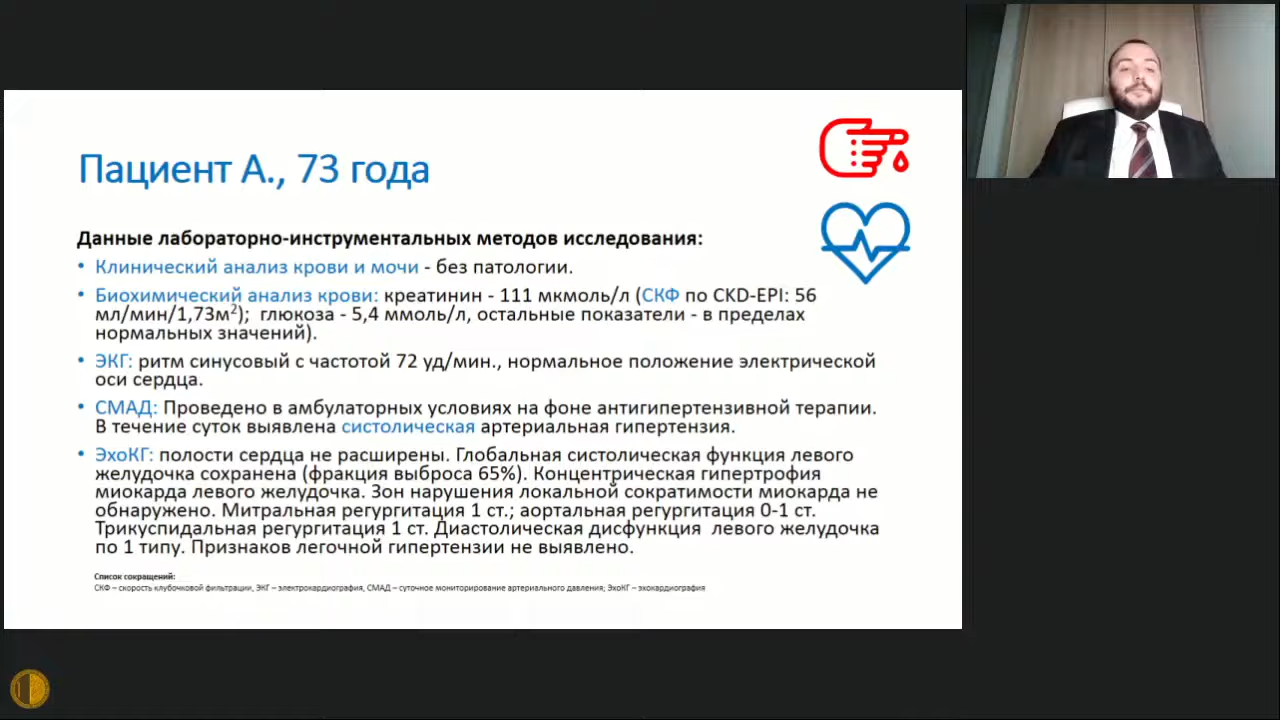 Пациент А., 73 года
Данные лабораторно-инструментальных методов исследования:
• Клинический анализ крови и мочи - без патологии.
• Биохимический анализ крови: креатинин - 111 мкмоль/л (СКФ по CKD-EPI: 56
мл/мин/1,73м²); глюкоза - 5,4 ммоль/л, остальные показатели - в пределах
нормальных значений).
• ЭКГ: ритм синусовый с частотой 72 уд/мин., нормальное положение электрической
оси сердца.
• СМАД: Проведено в амбулаторных условиях на фоне антигипертензивной терапии.
В течение суток выявлена систолическая артериальная гипертензия.
• ЭхоКГ: полости сердца не расширены. Глобальная систолическая функция левого
желудочка сохранена (фракция выброса 65%). Концентрическая гипертрофия
миокарда левого желудочка. Зон нарушения локальной сократимости миокарда не
обнаружено. Митральная регургитация 1 ст.; аортальная регургитация 0-1 ст.
Трикуспидальная регургитация 1 ст. Диастолическая дисфункция левого желудочка
по 1 типу. Признаков легочной гипертензии не выявлено.
Список сокращений:
СКФ – скорость клубочковой фильтрации, ЭКГ – электрокардиография, СМАД – суточное мониторирование артериального давления; ЭхоКГ – эхокардиография